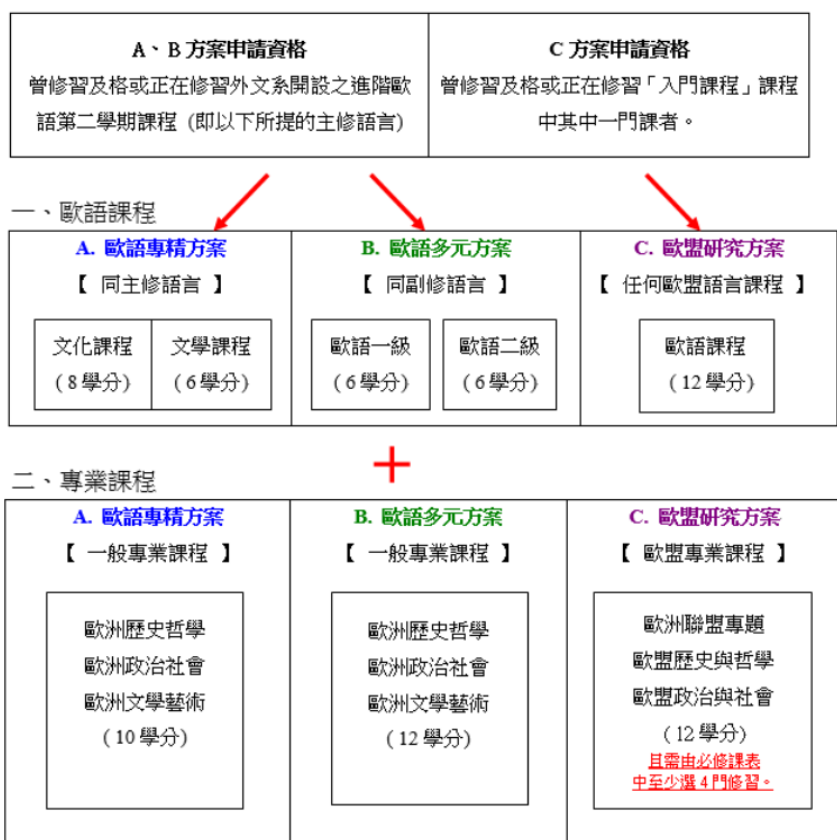 A、B 方案申請資格
曾修習及格或正在修習外文系開設之進階歐
語第二學期課程 (即以下所提的主修語言)
C 方案申請資格
曾修習及格或正在修習「入門課程」課程
中其中一門課者。
一、歐語課程
A. 歐語專精方案
【 同主修語言 】
文化課程
( 8 學分)
文學課程
( 6 學分)
B. 歐語多元方案
【 同副修語言 】
歐語一級
( 6 學分)
歐語二級
( 6 學分)
C. 歐盟研究方案
【 任何歐盟語言課程 】
歐語課程
( 12 學分)
+
二、專業課程
A. 歐語專精方案
【 一般專業課程 】
歐洲歷史哲學
歐洲政治社會
歐洲文學藝術
( 10 學分)
B. 歐語多元方案
【 一般專業課程 】
歐洲歷史哲學
歐洲政治社會
歐洲文學藝術
( 12 學分)
C. 歐盟研究方案
【 歐盟專業課程 】
歐洲聯盟專題
歐盟歷史與哲學
歐盟政治與社會
( 12 學分)
且需由必修課表
中至少選 4 門修習。